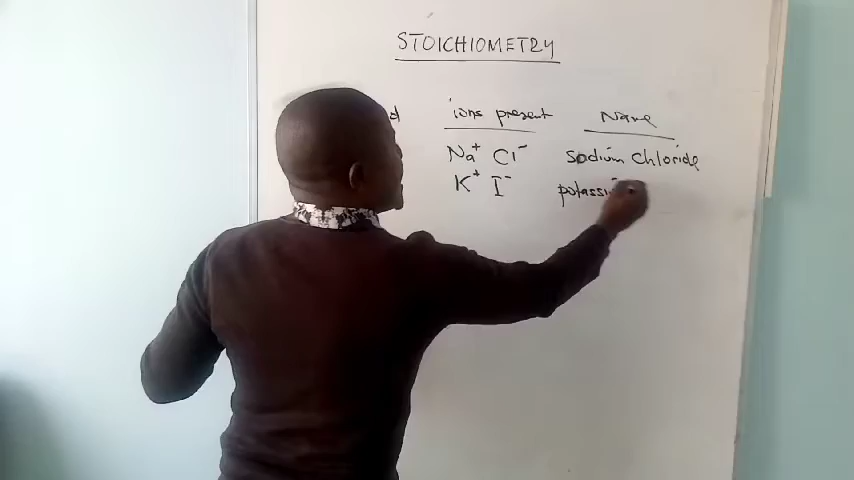 STOICHIOMETRY
ions present Name
Na+ Cl- sodium chloride
K+ I-